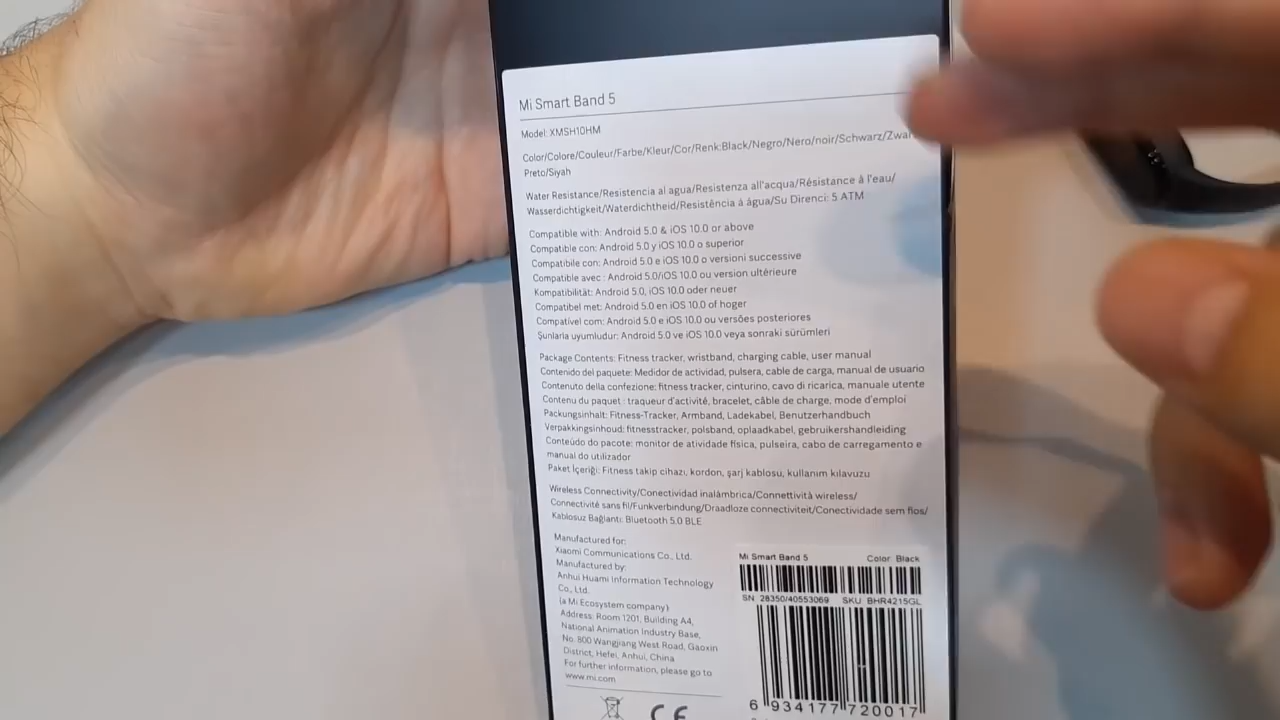 Mi Smart Band 5
Model: XMSH10HM
Color/Colore/Couleur/Farbe/Kleur/Cor/Renk:Black/Negro/Nero/noir/Schwarz/Zwar
Preto/Siyah
Water Resistance/Resistencia al agua/Resistenza all'acqua/Résistance à l'eau/
Wasserdichtigkeit/Waterdichtheid/Resistência à água/Su Direnci: 5 ATM
Compatible with: Android 5.0 & iOS 10.0 or above
Compatible con: Android 5.0 y iOS 10.0 o superior
Compatibile con: Android 5.0 e iOS 10.0 o versioni successive
Compatible avec : Android 5.0/iOS 10.0 ou version ultérieure
Kompatibilität: Android 5.0, iOS 10.0 oder neuer
Compatibel met: Android 5.0 en iOS 10.0 of hoger
Compatível com: Android 5.0 e iOS 10.0 ou versões posteriores
Şunlarla uyumludur: Android 5.0 ve iOS 10.0 veya sonraki sürümleri
Package Contents: Fitness tracker, wristband, charging cable, user manual
Contenido del paquete: Medidor de actividad, pulsera, cable de carga, manual de usuario
Contenuto della confezione: fitness tracker, cinturino, cavo di ricarica, manuale utente
Contenu du paquet : traqueur d'activité, bracelet, câble de charge, mode d'emploi
Packungsinhalt: Fitness-Tracker, Armband, Ladekabel, Benutzerhandbuch
Verpakkingsinhoud: fitnesstracker, polsband, oplaadkabel, gebruikershandleiding
Conteúdo do pacote: monitor de atividade física, pulseira, cabo de carregamento e
manual do utilizador
Paket İçeriği: Fitness takip cihazı, kordon, şarj kablosu, kullanım kılavuzu
Wireless Connectivity/Conectividad inalámbrica/Connettività wireless/
Connectivité sans fil/Funkverbindung/Draadloze connectiviteit/Conectividade sem fios/
Kablosuz Bağlantı: Bluetooth 5.0 BLE
Manufactured for:
Xiaomi Communications Co., Ltd.
Manufactured by:
Anhui Huami Information Technology
Co., Ltd.
(a Mi Ecosystem company)
Address: Room 1201, Building A4,
National Animation Industry Base,
No. 800 Wangjiang West Road, Gaoxin
District, Hefei, Anhui, China
For further information, please go to
www.mi.com
Mi Smart Band 5 Color: Black
SN: 28350/40553069 SKU: BHR4215GL
6 934177 720017
CE